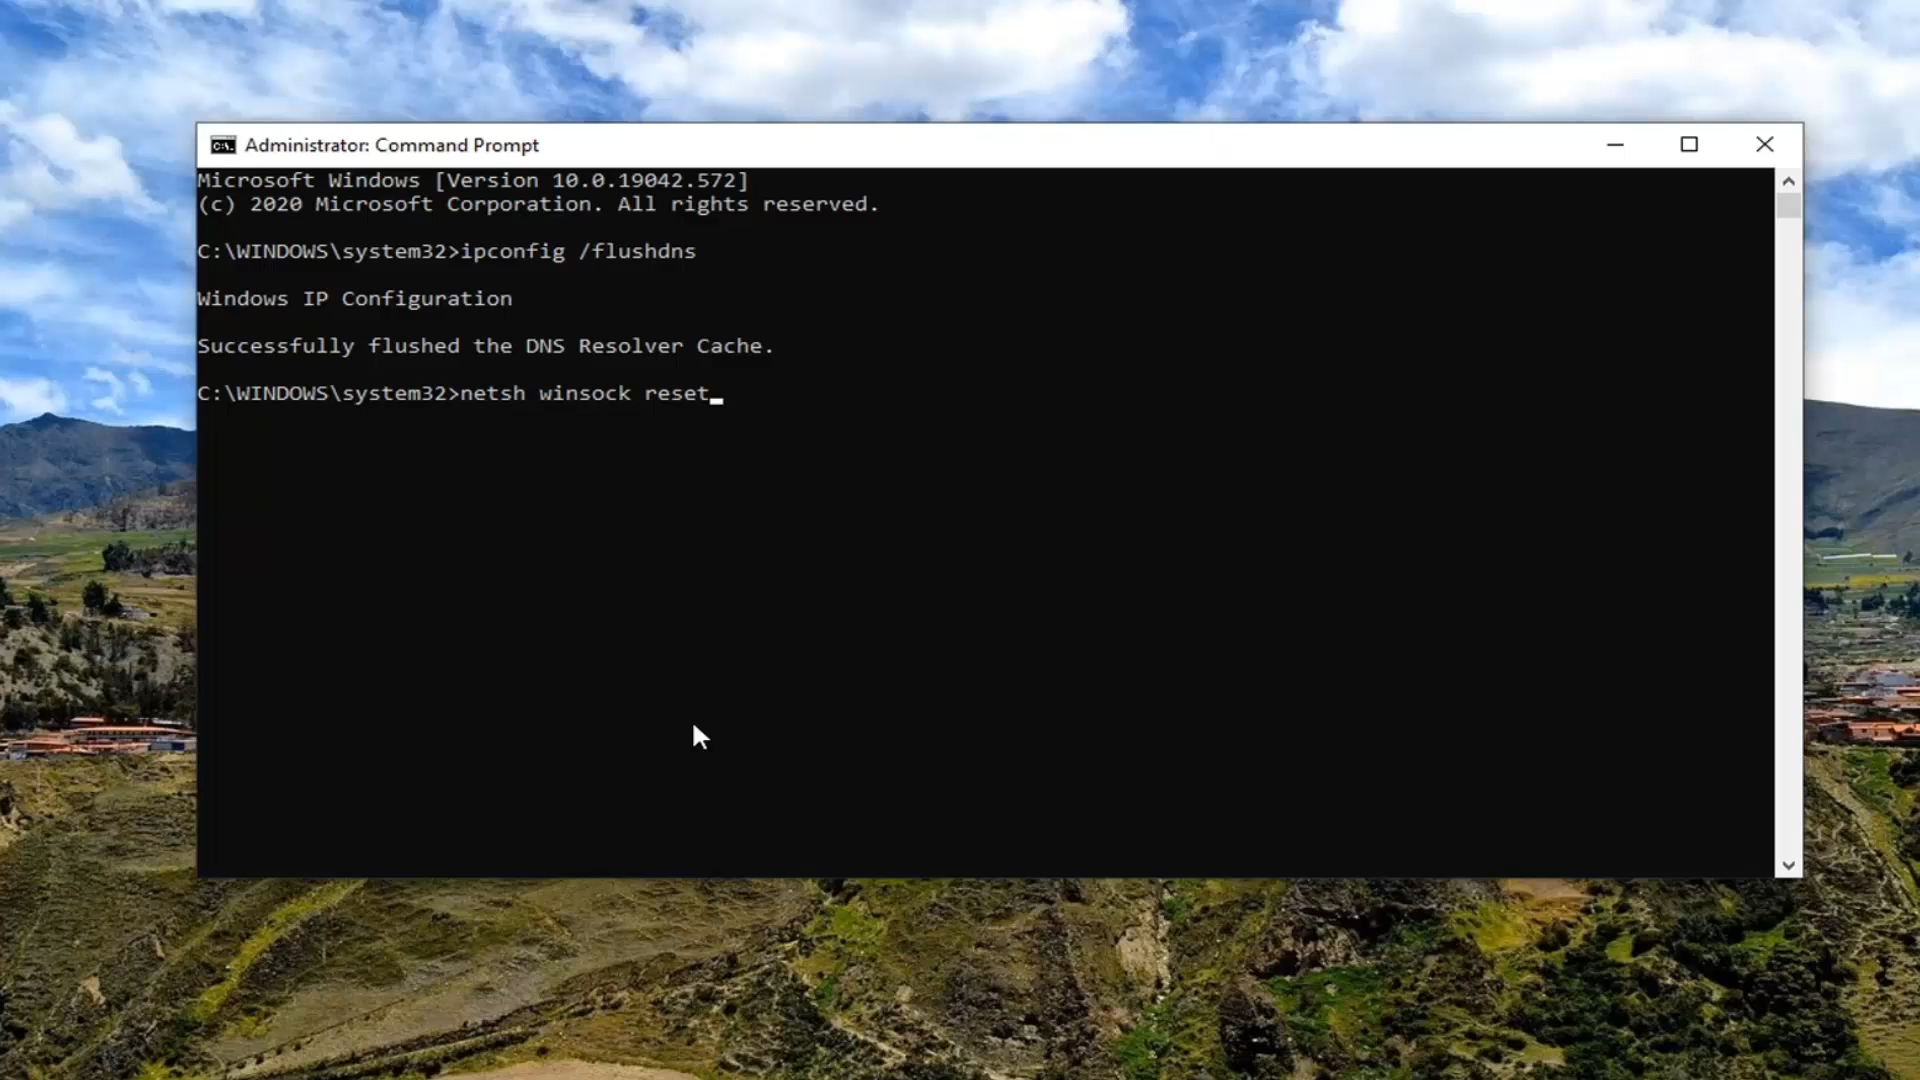 Administrator: Command Prompt
Microsoft Windows [Version 10.0.19042.572]
(c) 2020 Microsoft Corporation. All rights reserved.
C:\WINDOWS\system32>ipconfig /flushdns
Windows IP Configuration
Successfully flushed the DNS Resolver Cache.
C:\WINDOWS\system32>netsh winsock reset